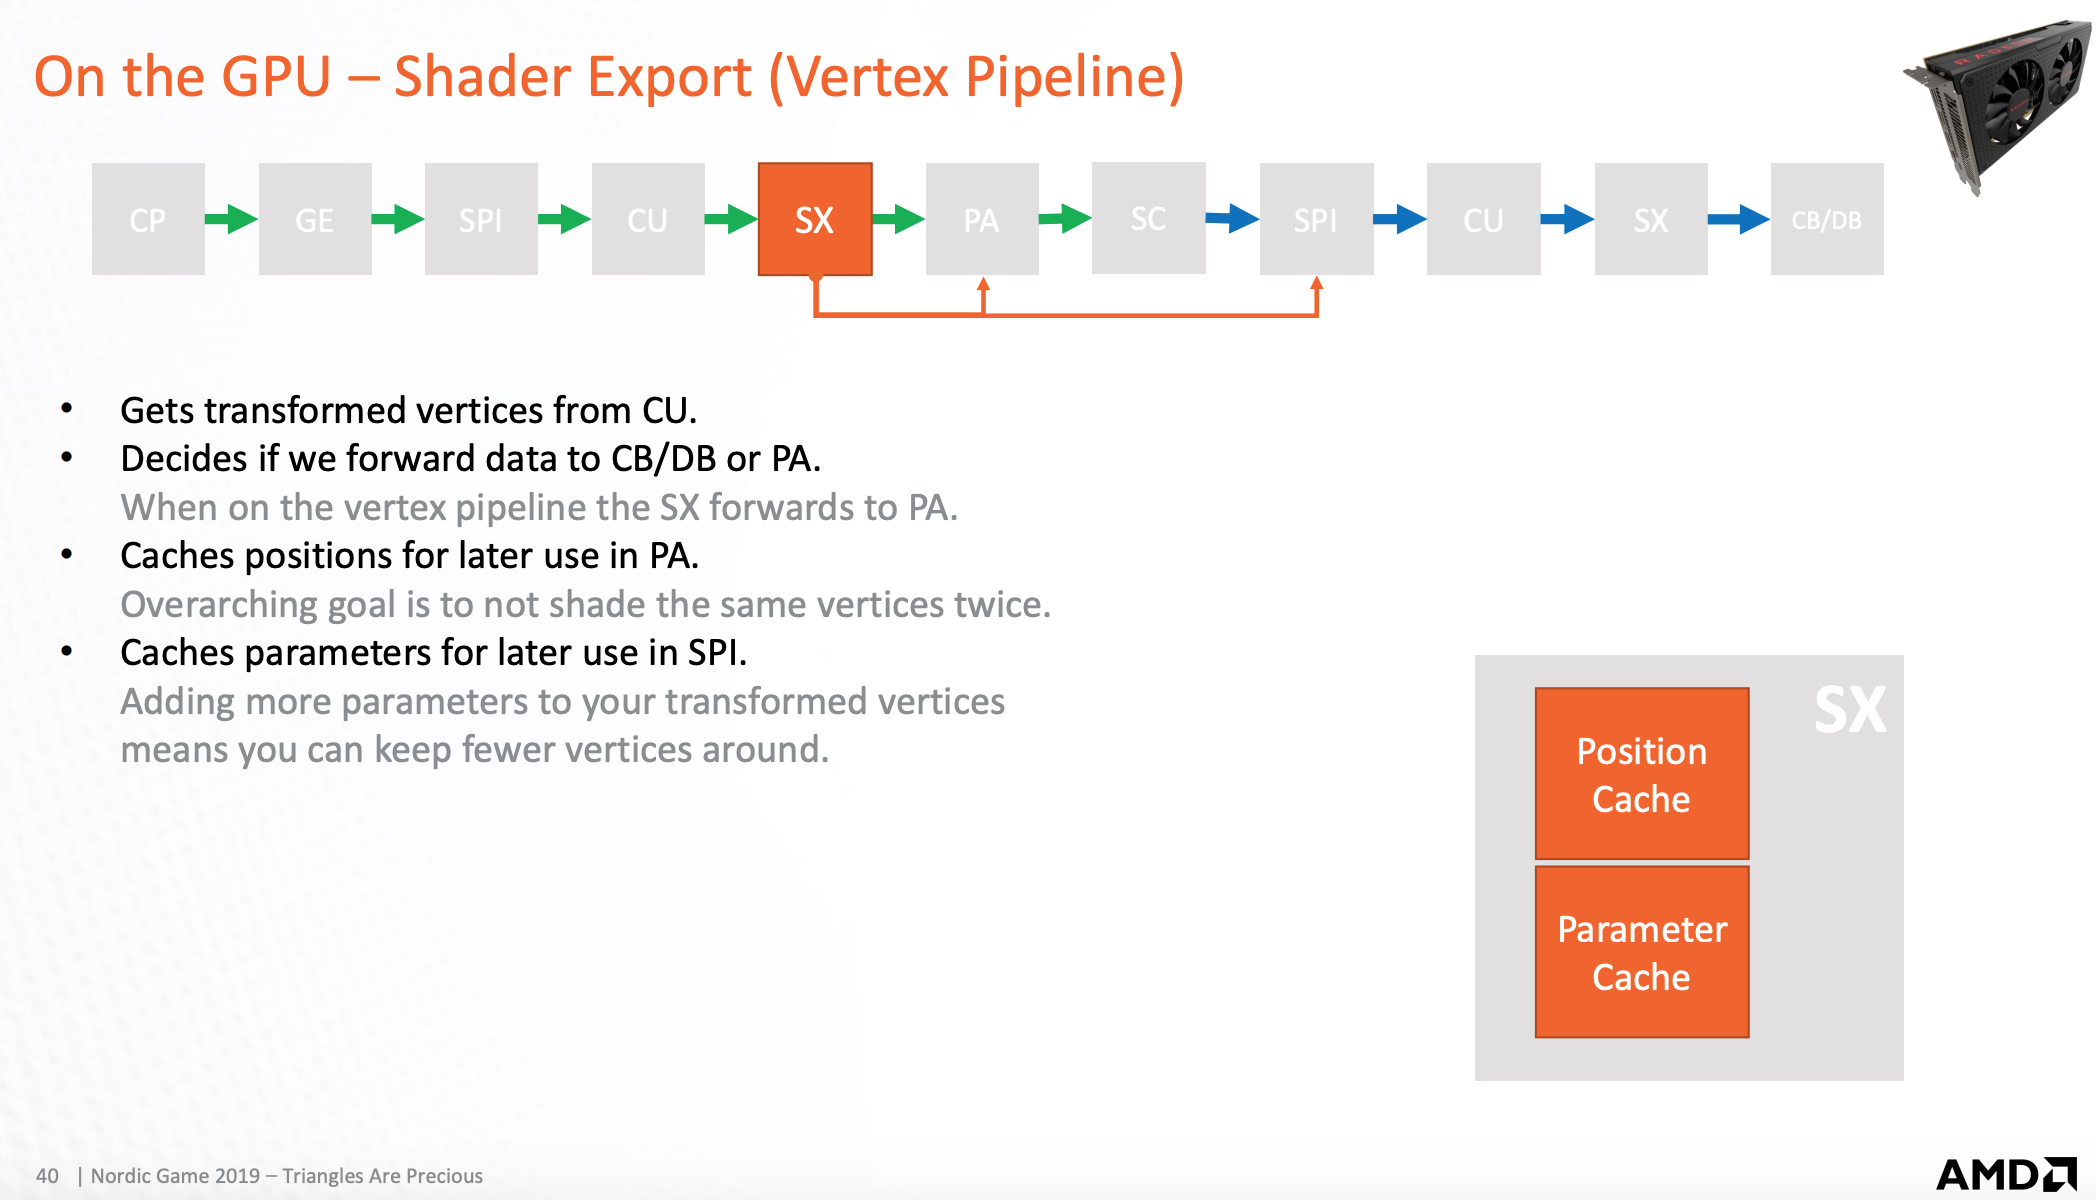 On the GPU – Shader Export (Vertex Pipeline)
RADEON
CP
GE
SPI
CU
SX
PA
SC
SPI
CU
SX
CB/DB
• Gets transformed vertices from CU.
• Decides if we forward data to CB/DB or PA.
When on the vertex pipeline the SX forwards to PA.
• Caches positions for later use in PA.
Overarching goal is to not shade the same vertices twice.
• Caches parameters for later use in SPI.
Adding more parameters to your transformed vertices
means you can keep fewer vertices around.
SX
Position
Cache
Parameter
Cache
40 | Nordic Game 2019 – Triangles Are Precious
AMD